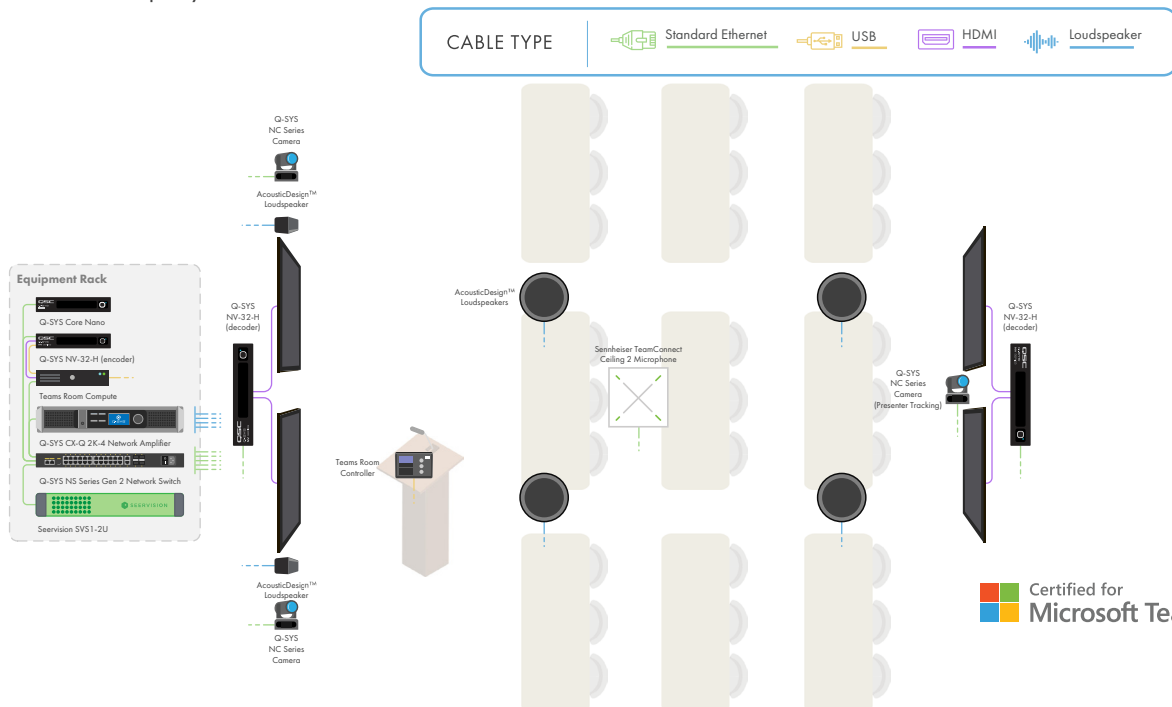 CABLE TYPE
Standard Ethernet
USB
HDMI
Loudspeaker
Q-SYS
NC Series
Camera
AcousticDesign™
Loudspeaker
Equipment Rack
QSC
Q-SYS Core Nano
QSC
Q-SYS NV-32-H (encoder)
Teams Room Compute
Q-SYS CX-Q 2K-4 Network Amplifier
Q-SYS NS Series Gen 2 Network Switch
SEERVISION
Seervision SVS1-2U
Q-SYS
NV-32-H
(decoder)
QSC
AcousticDesign™
Loudspeaker
Q-SYS
NC Series
Camera
Teams Room
Controller
AcousticDesign™
Loudspeakers
Sennheiser TeamConnect
Ceiling 2 Microphone
Q-SYS
NC Series
Camera
(Presenter Tracking)
Q-SYS
NV-32-H
(decoder)
QSC
Certified for
Microsoft Tea